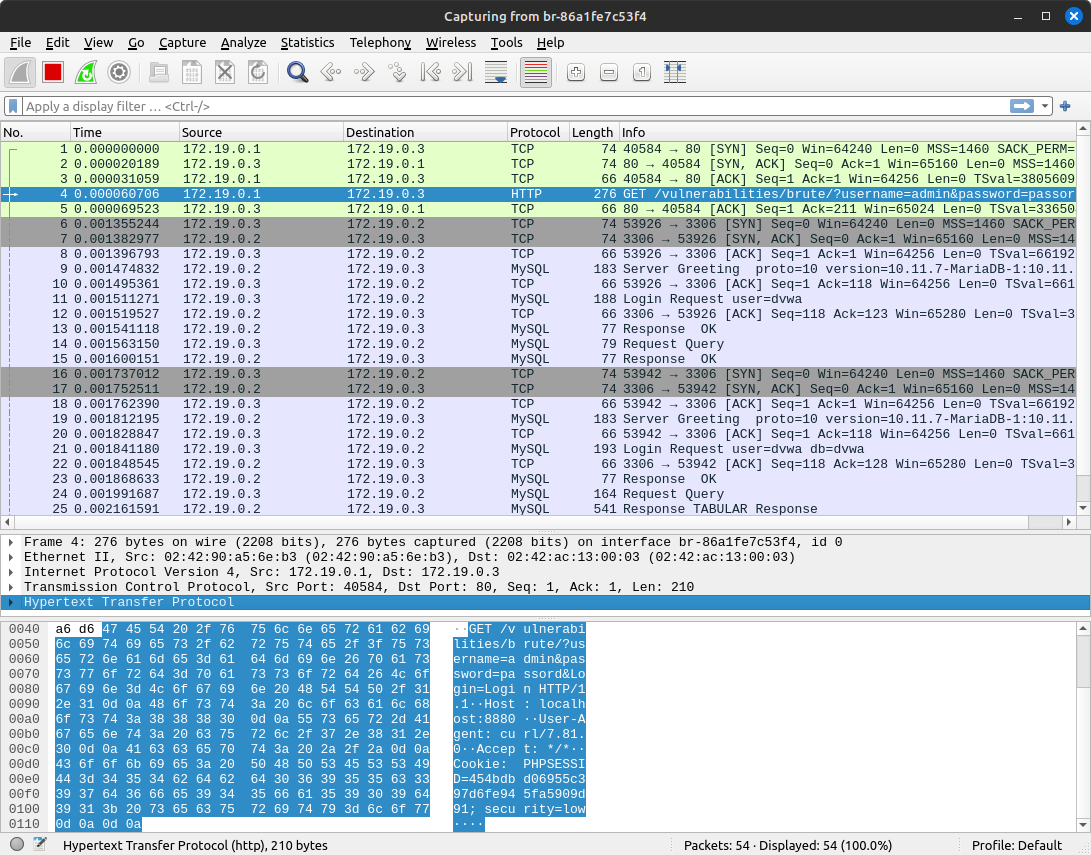 Capturing from br-86a1fe7c53f4
File Edit View Go Capture Analyze Statistics Telephony Wireless Tools Help
Apply a display filter … <Ctrl-/>
No. Time Source Destination Protocol Length Info
1 0.000000000 172.19.0.1 172.19.0.3 TCP 74 40584 → 80 [SYN] Seq=0 Win=64240 Len=0 MSS=1460 SACK_PERM=
2 0.000020189 172.19.0.3 172.19.0.1 TCP 74 80 → 40584 [SYN, ACK] Seq=0 Ack=1 Win=65160 Len=0 MSS=1460
3 0.000031059 172.19.0.1 172.19.0.3 TCP 66 40584 → 80 [ACK] Seq=1 Ack=1 Win=64256 Len=0 TSval=3805609
4 0.000060706 172.19.0.1 172.19.0.3 HTTP 276 GET /vulnerabilities/brute/?username=admin&password=passor
5 0.000069523 172.19.0.3 172.19.0.1 TCP 66 80 → 40584 [ACK] Seq=1 Ack=211 Win=65024 Len=0 TSval=33650
6 0.001355244 172.19.0.3 172.19.0.2 TCP 74 53926 → 3306 [SYN] Seq=0 Win=64240 Len=0 MSS=1460 SACK_PER
7 0.001382977 172.19.0.2 172.19.0.3 TCP 74 3306 → 53926 [SYN, ACK] Seq=0 Ack=1 Win=65160 Len=0 MSS=14
8 0.001396793 172.19.0.3 172.19.0.2 TCP 66 53926 → 3306 [ACK] Seq=1 Ack=1 Win=64256 Len=0 TSval=66192
9 0.001474832 172.19.0.2 172.19.0.3 MySQL 183 Server Greeting proto=10 version=10.11.7-MariaDB-1:10.11.
10 0.001495361 172.19.0.3 172.19.0.2 TCP 66 53926 → 3306 [ACK] Seq=1 Ack=118 Win=64256 Len=0 TSval=661
11 0.001511271 172.19.0.3 172.19.0.2 MySQL 188 Login Request user=dvwa
12 0.001519527 172.19.0.2 172.19.0.3 TCP 66 3306 → 53926 [ACK] Seq=118 Ack=123 Win=65280 Len=0 TSval=3
13 0.001541118 172.19.0.2 172.19.0.3 MySQL 77 Response OK
14 0.001563150 172.19.0.3 172.19.0.2 MySQL 79 Request Query
15 0.001600151 172.19.0.2 172.19.0.3 MySQL 77 Response OK
16 0.001737012 172.19.0.3 172.19.0.2 TCP 74 53942 → 3306 [SYN] Seq=0 Win=64240 Len=0 MSS=1460 SACK_PER
17 0.001752511 172.19.0.2 172.19.0.3 TCP 74 3306 → 53942 [SYN, ACK] Seq=0 Ack=1 Win=65160 Len=0 MSS=14
18 0.001762390 172.19.0.3 172.19.0.2 TCP 66 53942 → 3306 [ACK] Seq=1 Ack=1 Win=64256 Len=0 TSval=66192
19 0.001812195 172.19.0.2 172.19.0.3 MySQL 183 Server Greeting proto=10 version=10.11.7-MariaDB-1:10.11.
20 0.001828847 172.19.0.3 172.19.0.2 TCP 66 53942 → 3306 [ACK] Seq=1 Ack=118 Win=64256 Len=0 TSval=661
21 0.001841180 172.19.0.3 172.19.0.2 MySQL 193 Login Request user=dvwa db=dvwa
22 0.001848545 172.19.0.2 172.19.0.3 TCP 66 3306 → 53942 [ACK] Seq=118 Ack=128 Win=65280 Len=0 TSval=3
23 0.001868633 172.19.0.2 172.19.0.3 MySQL 77 Response OK
24 0.001991687 172.19.0.3 172.19.0.2 MySQL 164 Request Query
25 0.002161591 172.19.0.2 172.19.0.3 MySQL 541 Response TABULAR Response
Frame 4: 276 bytes on wire (2208 bits), 276 bytes captured (2208 bits) on interface br-86a1fe7c53f4, id 0
Ethernet II, Src: 02:42:90:a5:6e:b3 (02:42:90:a5:6e:b3), Dst: 02:42:ac:13:00:03 (02:42:ac:13:00:03)
Internet Protocol Version 4, Src: 172.19.0.1, Dst: 172.19.0.3
Transmission Control Protocol, Src Port: 40584, Dst Port: 80, Seq: 1, Ack: 1, Len: 210
Hypertext Transfer Protocol
0040 a6 d6 47 45 54 20 2f 76 75 6c 6e 65 72 61 62 69 ··GET /v ulnerabi
0050 6c 69 74 69 65 73 2f 62 72 75 74 65 2f 3f 75 73 lities/b rute/?us
0060 65 72 6e 61 6d 65 3d 61 64 6d 69 6e 26 70 61 73 ername=a dmin&pas
0070 73 77 6f 72 64 3d 70 61 73 73 6f 72 64 26 4c 6f sword=pa ssord&Lo
0080 67 69 6e 3d 4c 6f 67 69 6e 20 48 54 54 50 2f 31 gin=Logi n HTTP/1
0090 2e 31 0d 0a 48 6f 73 74 3a 20 6c 6f 63 61 6c 68 .1··Host : localh
00a0 6f 73 74 3a 38 38 38 30 0d 0a 55 73 65 72 2d 41 ost:8880 ··User-A
00b0 67 65 6e 74 3a 20 63 75 72 6c 2f 37 2e 38 31 2e gent: cu rl/7.81.
00c0 30 0d 0a 41 63 63 65 70 74 3a 20 2a 2f 2a 0d 0a 0··Accep t: */*··
00d0 43 6f 6f 6b 69 65 3a 20 50 48 50 53 45 53 53 49 Cookie:  PHPSESSI
00e0 44 3d 34 35 34 62 64 62 64 30 36 39 35 35 63 33 D=454bdb d06955c3
00f0 39 37 64 36 66 65 39 34 35 66 61 35 39 30 39 64 97d6fe94 5fa5909d
0100 39 31 3b 20 73 65 63 75 72 69 74 79 3d 6c 6f 77 91; secu rity=low
0110 0d 0a 0d 0a ····
Hypertext Transfer Protocol (http), 210 bytes Packets: 54 · Displayed: 54 (100.0%) Profile: Default